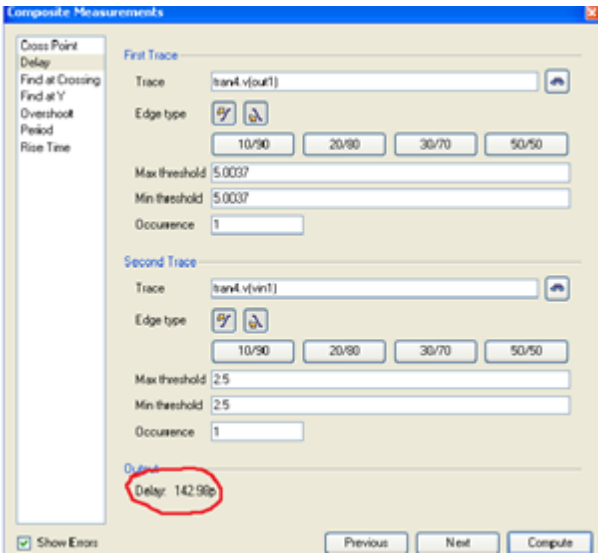 Composite Measurements
Cross Point
Delay
Find at Crossing
Find at Y
Overshoot
Period
Rise Time
First Trace
Trace tran4.v(out1)
Edge type
10/90 20/80 30/70 50/50
Max threshold 5.0037
Min threshold 5.0037
Occurrence 1
Second Trace
Trace tran4.v(vin1)
Edge type
10/90 20/80 30/70 50/50
Max threshold 2.5
Min threshold 2.5
Occurrence 1
Output
Delay: 142.98p
Show Errors Previous Next Compute